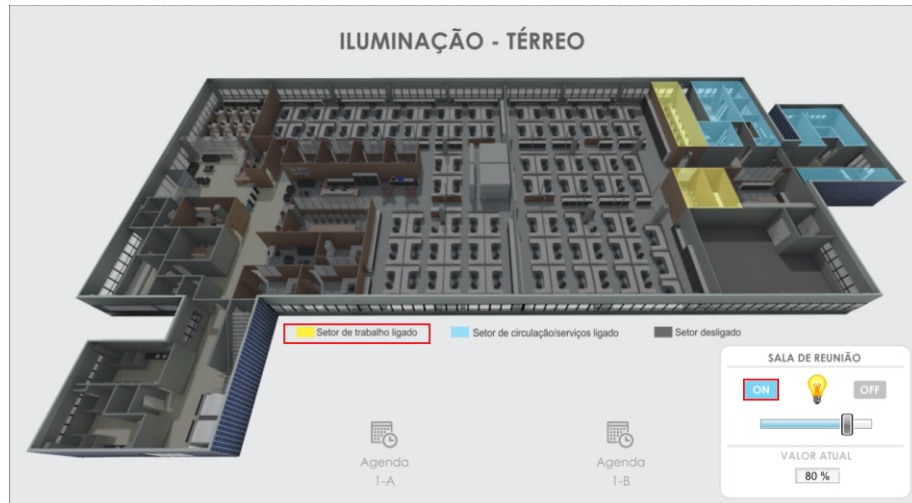 ILUMINAÇÃO - TÉRREO
Setor de trabalho ligado
Setor de circulação/serviços ligado
Setor desligado
SALA DE REUNIÃO
ON
OFF
VALOR ATUAL
80 %
Agenda
1-A
Agenda
1-B